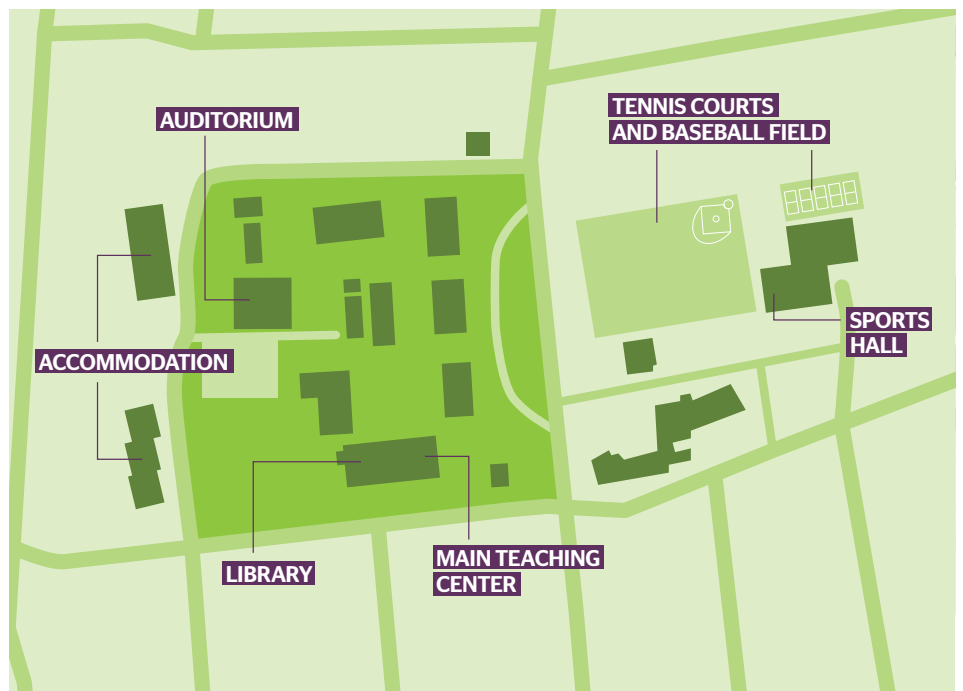 TENNIS COURTS
AND BASEBALL FIELD
AUDITORIUM
SPORTS
HALL
ACCOMMODATION
MAIN TEACHING
CENTER
LIBRARY